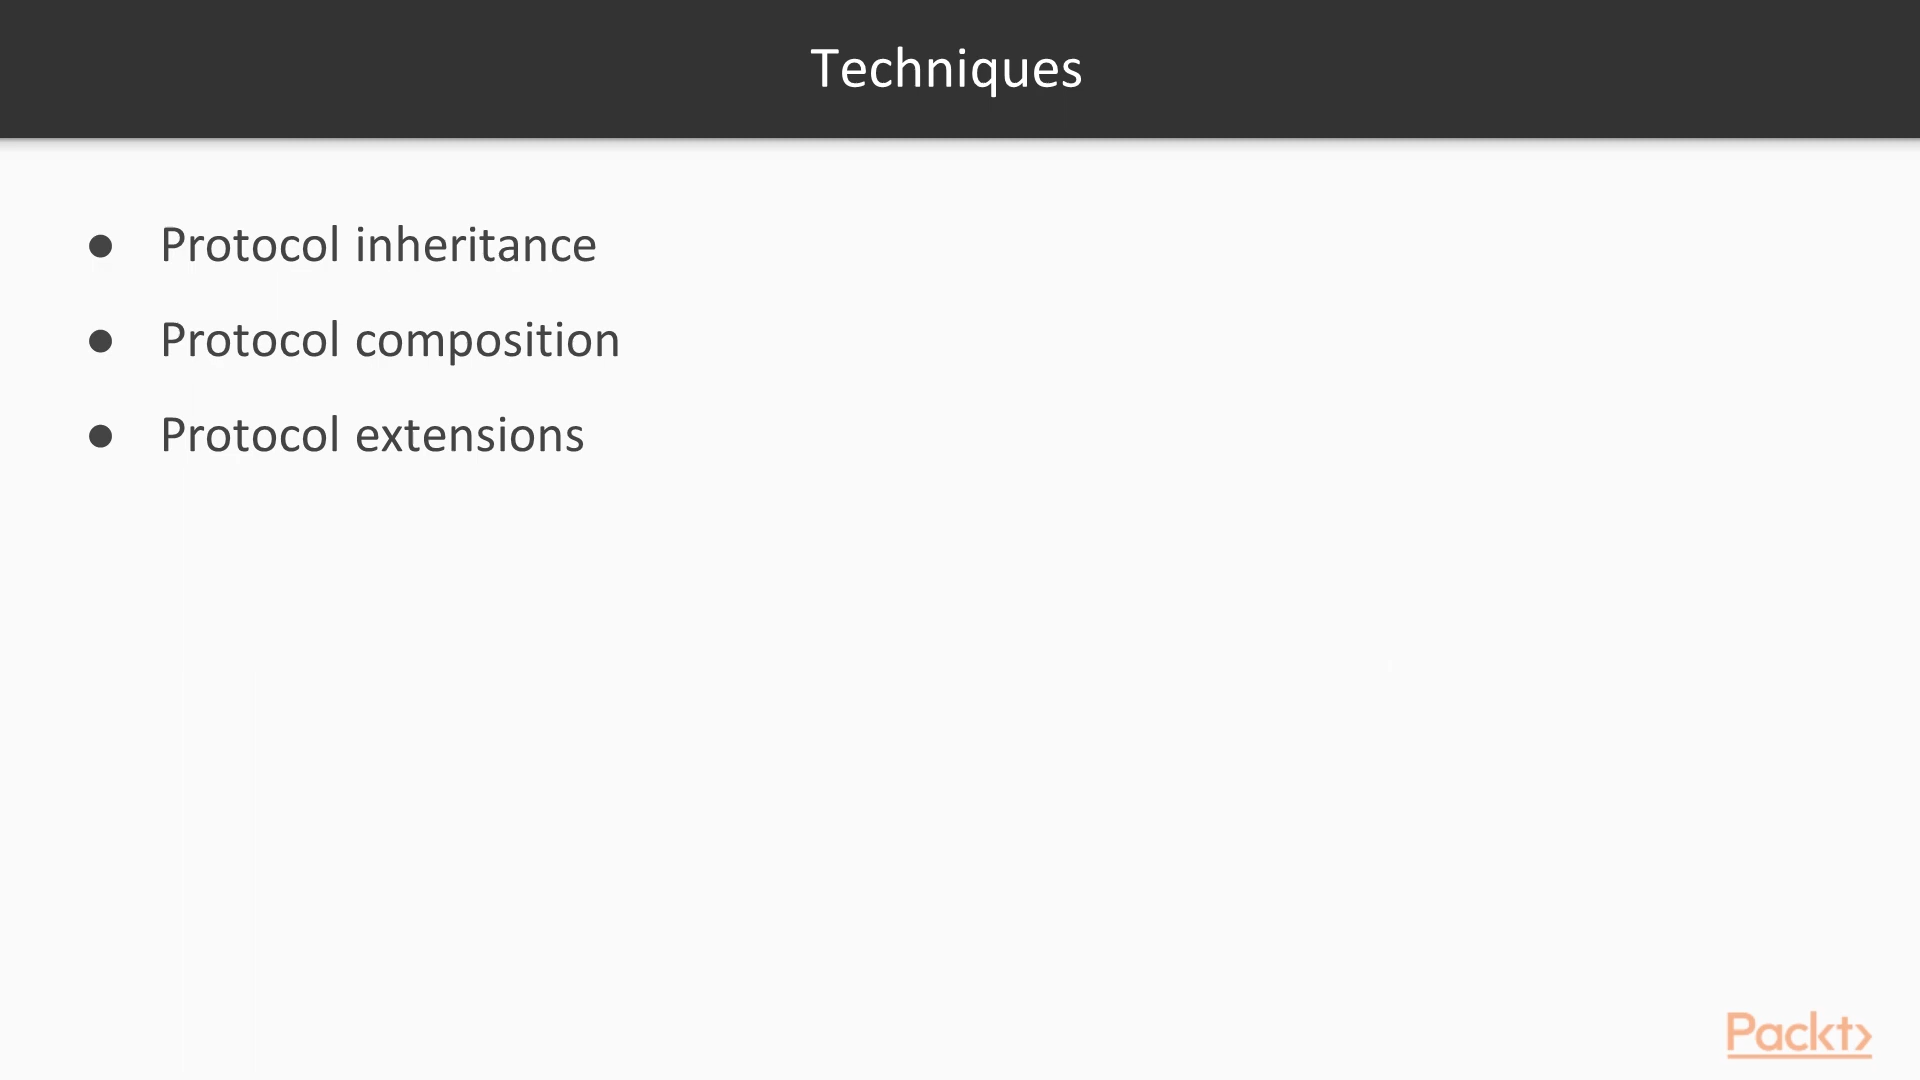 Techniques
● Protocol inheritance
● Protocol composition
● Protocol extensions
Packt>